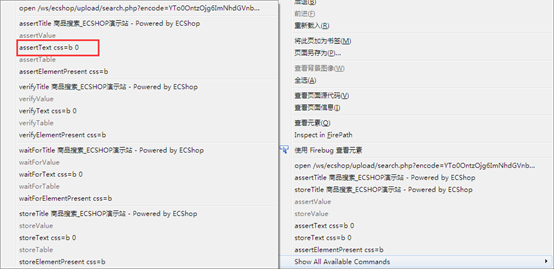 open /ws/ecshop/upload/search.php?encode=YTo0OntzOjg6ImNhdGVnb...
assertTitle 商品搜索_ECSHOP演示站 - Powered by ECShop
assertValue
assertText css=b 0
assertTable
assertElementPresent css=b
verifyTitle 商品搜索_ECSHOP演示站 - Powered by ECShop
verifyValue
verifyText css=b 0
verifyTable
verifyElementPresent css=b
waitForTitle 商品搜索_ECSHOP演示站 - Powered by ECShop
waitForValue
waitForText css=b 0
waitForTable
waitForElementPresent css=b
storeTitle 商品搜索_ECSHOP演示站 - Powered by ECShop
storeValue
storeText css=b 0
storeTable
storeElementPresent css=b
后退(B)
前进(F)
重新载入(R)
将此页加为书签(M)
页面另存为(P)...
查看背景图像(W)
全选(A)
查看页面源代码(V)
查看页面信息(I)
查看元素(Q)
Inspect in FirePath
使用 Firebug 查看元素
open /ws/ecshop/upload/search.php?encode=YTo0OntzOjg6ImNhdGVnb...
assertTitle 商品搜索_ECSHOP演示站 - Powered by ECShop
storeTitle 商品搜索_ECSHOP演示站 - Powered by ECShop
assertValue
storeValue
assertText css=b 0
storeText css=b 0
assertTable
storeTable
Show All Available Commands